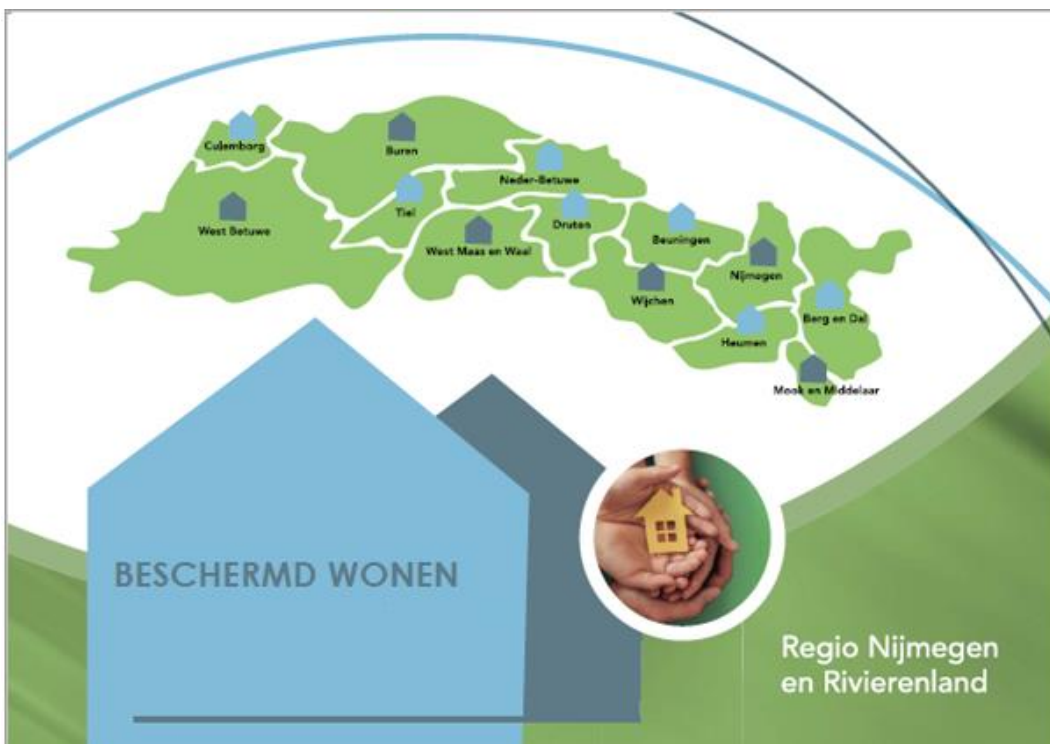 Culemborg
Buren
Neder-Betuwe
Tiel
West Betuwe
Druten
West Maas en Waal
Beuningen
Nijmegen
Wijchen
Berg en Dal
Heumen
Mook en Middelaar
BESCHERMD WONEN
Regio Nijmegen
en Rivierenland